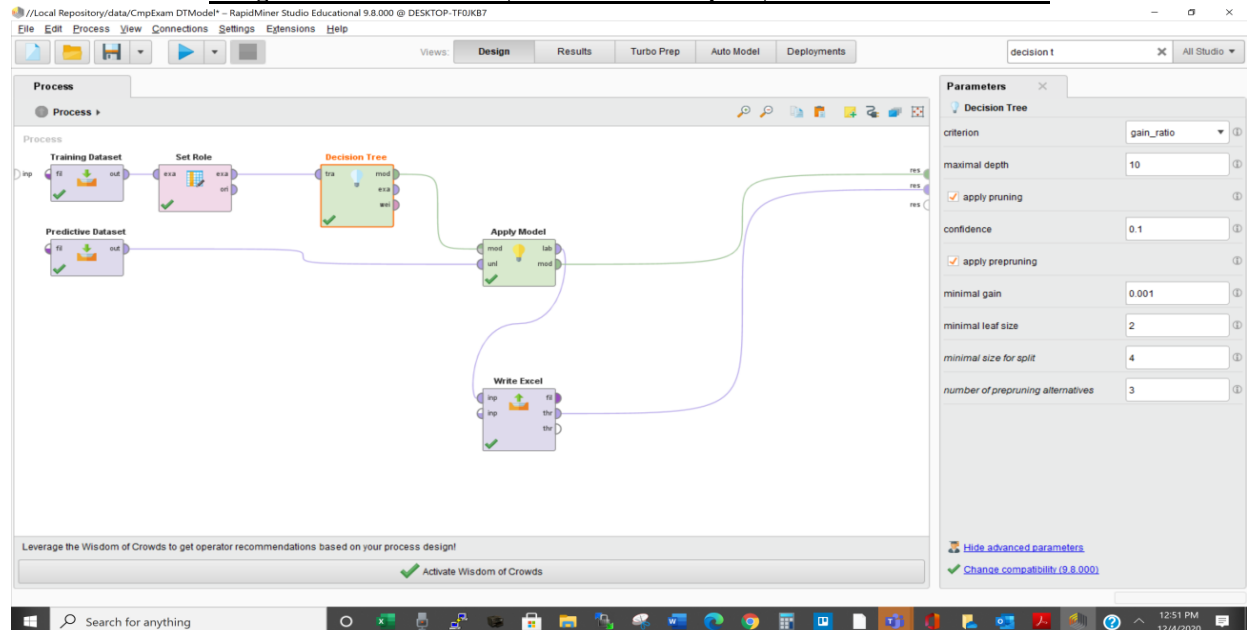 //Local Repository/data/CmpExam DTModel* – RapidMiner Studio Educational 9.8.000 @ DESKTOP-TF0JKB7
File Edit Process View Connections Settings Extensions Help
Views: Design Results Turbo Prep Auto Model Deployments
decision t
All Studio
Process
Process
Process
Training Dataset
inp
fil
out
Set Role
exa
exa
ori
Decision Tree
tra
mod
exa
wei
Predictive Dataset
fil
out
Apply Model
mod
lab
unl
mod
Write Excel
inp
fil
inp
thr
thr
res
res
res
Leverage the Wisdom of Crowds to get operator recommendations based on your process design!
Activate Wisdom of Crowds
Parameters
Decision Tree
criterion gain_ratio
maximal depth 10
apply pruning
confidence 0.1
apply prepruning
minimal gain 0.001
minimal leaf size 2
minimal size for split 4
number of prepruning alternatives 3
Hide advanced parameters
Change compatibility (9.8.000)
Search for anything
12:51 PM
12/4/2020